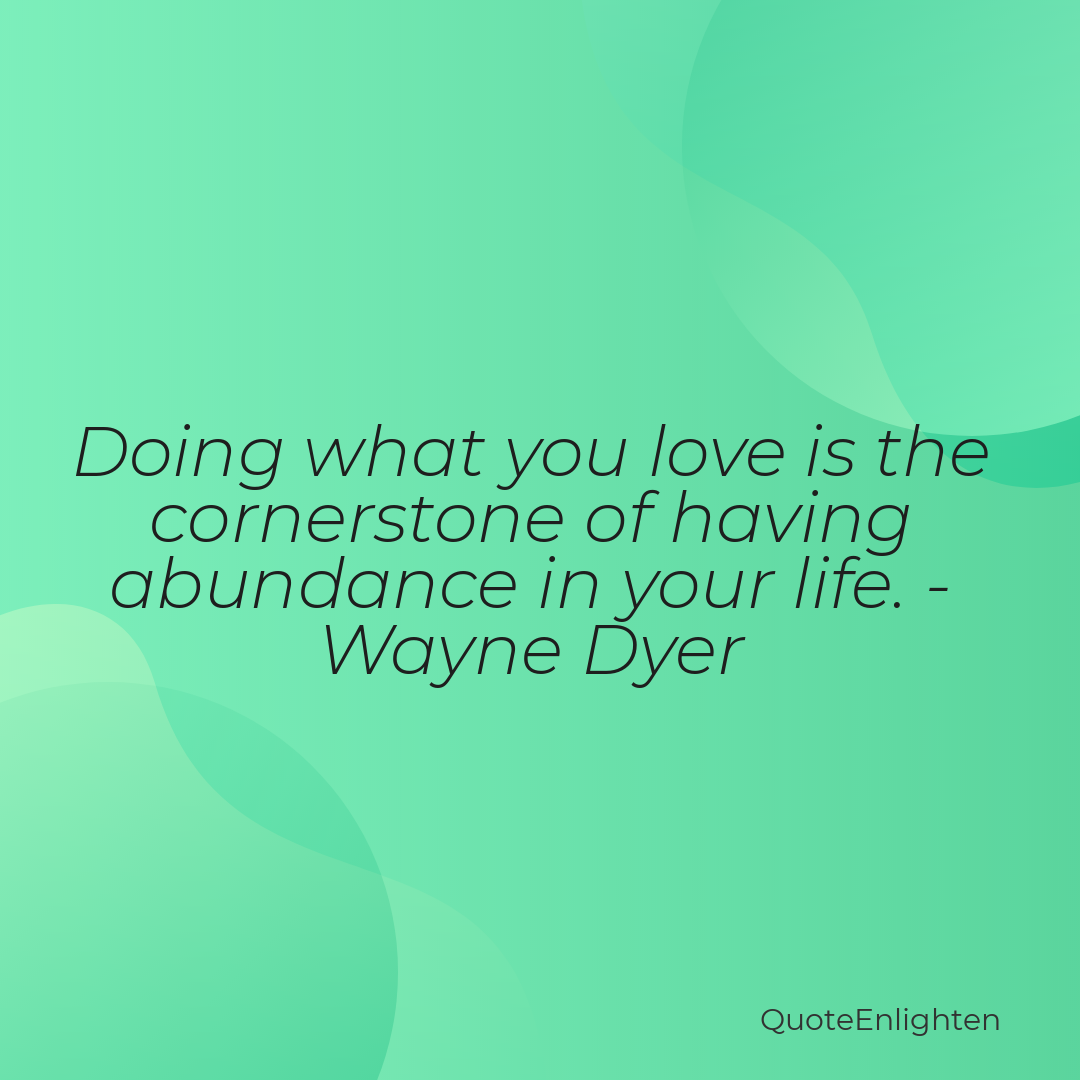 Doing what you love is the
cornerstone of having
abundance in your life. -
Wayne Dyer
QuoteEnlighten